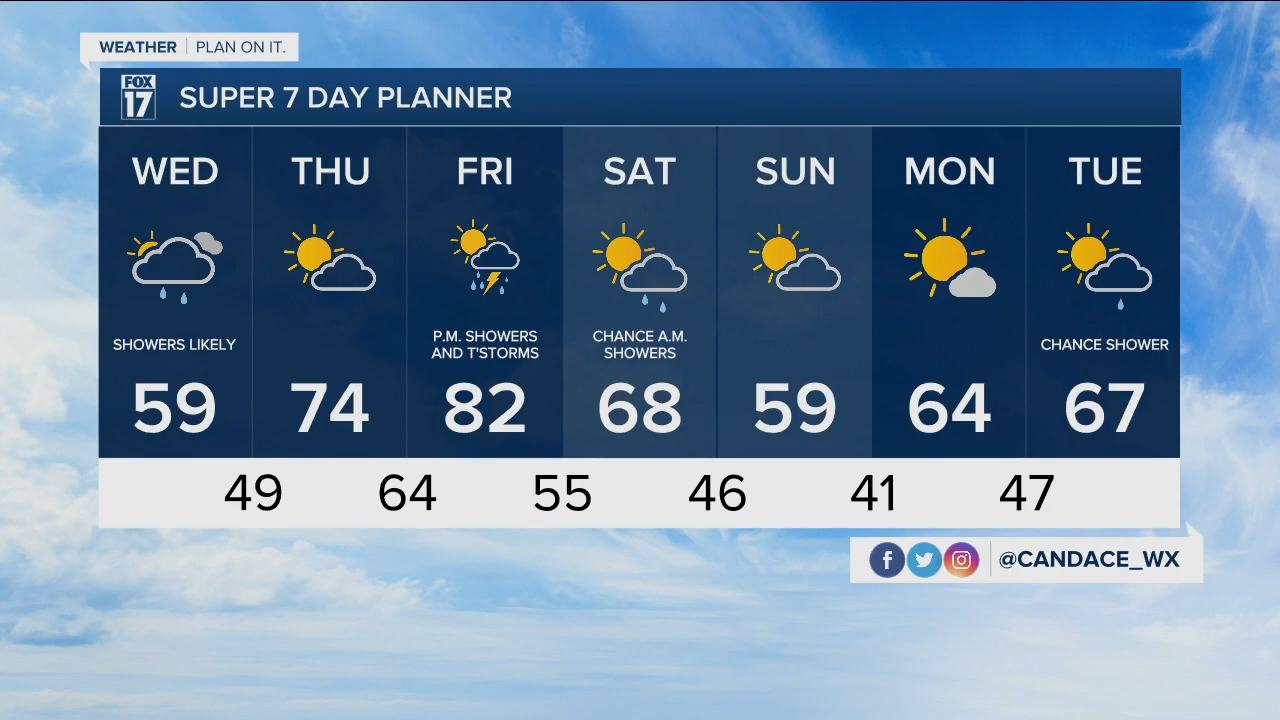 WEATHER PLAN ON IT.
FOX
17
SUPER 7 DAY PLANNER
WED THU FRI SAT SUN MON TUE
SHOWERS LIKELY
P.M. SHOWERS
AND T'STORMS
CHANCE A.M.
SHOWERS
CHANCE SHOWER
59 74 82 68 59 64 67
49 64 55 46 41 47
@CANDACE_WX